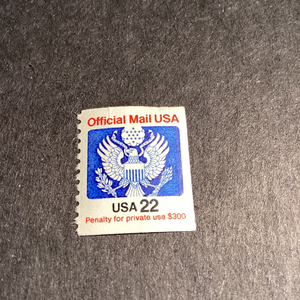 Official Mail USA
USA 22
Penalty for private use $300